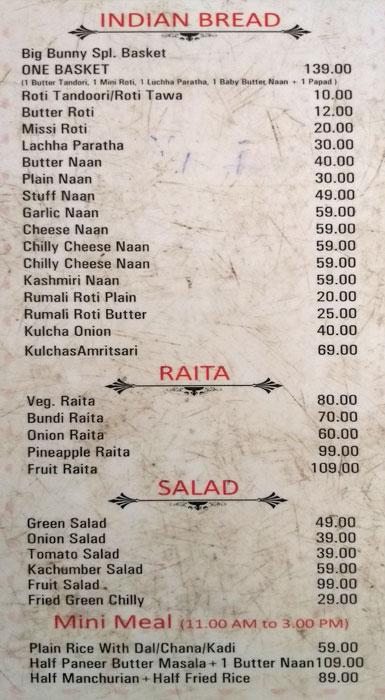 INDIAN BREAD
Big Bunny Spl. Basket
ONE BASKET 139.00
(1 Butter Tandori, 1 Mini Roti, 1 Luchha Paratha, 1 Baby Butter Naan + 1 Papad)
Roti Tandoori/Roti Tawa 10.00
Butter Roti 12.00
Missi Roti 20.00
Lachha Paratha 30.00
Butter Naan 40.00
Plain Naan 30.00
Stuff Naan 49.00
Garlic Naan 59.00
Cheese Naan 59.00
Chilly Cheese Naan 59.00
Chilly Cheese Naan 59.00
Kashmiri Naan 59.00
Rumali Roti Plain 20.00
Rumali Roti Butter 25.00
Kulcha Onion 40.00
KulchasAmritsari 69.00
RAITA
Veg. Raita 80.00
Bundi Raita 70.00
Onion Raita 60.00
Pineapple Raita 99.00
Fruit Raita 109.00
SALAD
Green Salad 49.00
Onion Salad 39.00
Tomato Salad 39.00
Kachumber Salad 59.00
Fruit Salad 99.00
Fried Green Chilly 29.00
Mini Meal (11.00 AM to 3.00 PM)
Plain Rice With Dal/Chana/Kadi 59.00
Half Paneer Butter Masala + 1 Butter Naan 109.00
Half Manchurian + Half Fried Rice 89.00